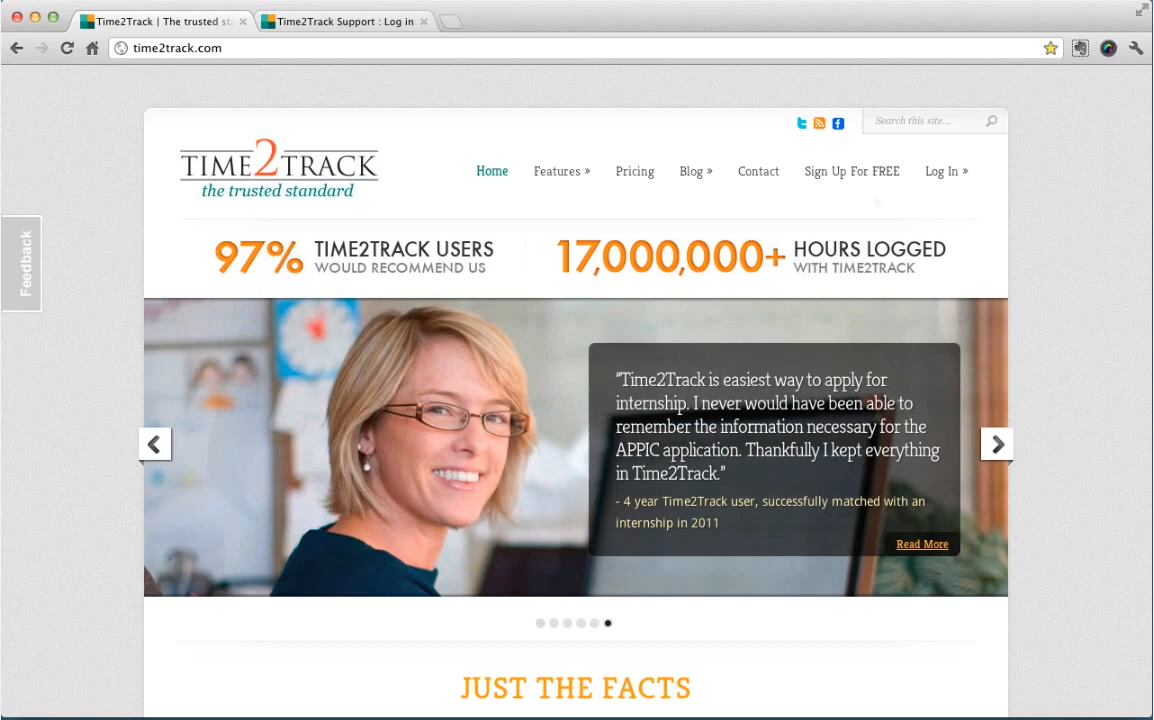 Time2Track | The trusted sta
Time2Track Support : Log in
time2track.com
Search this site...
TIME2TRACK
the trusted standard
Home Features » Pricing Blog » Contact Sign Up For FREE Log In »
Feedback
97% TIME2TRACK USERS
WOULD RECOMMEND US
17,000,000+ HOURS LOGGED
WITH TIME2TRACK
"Time2Track is easiest way to apply for
internship. I never would have been able to
remember the information necessary for the
APPIC application. Thankfully I kept everything
in Time2Track."
- 4 year Time2Track user, successfully matched with an
internship in 2011
Read More
JUST THE FACTS